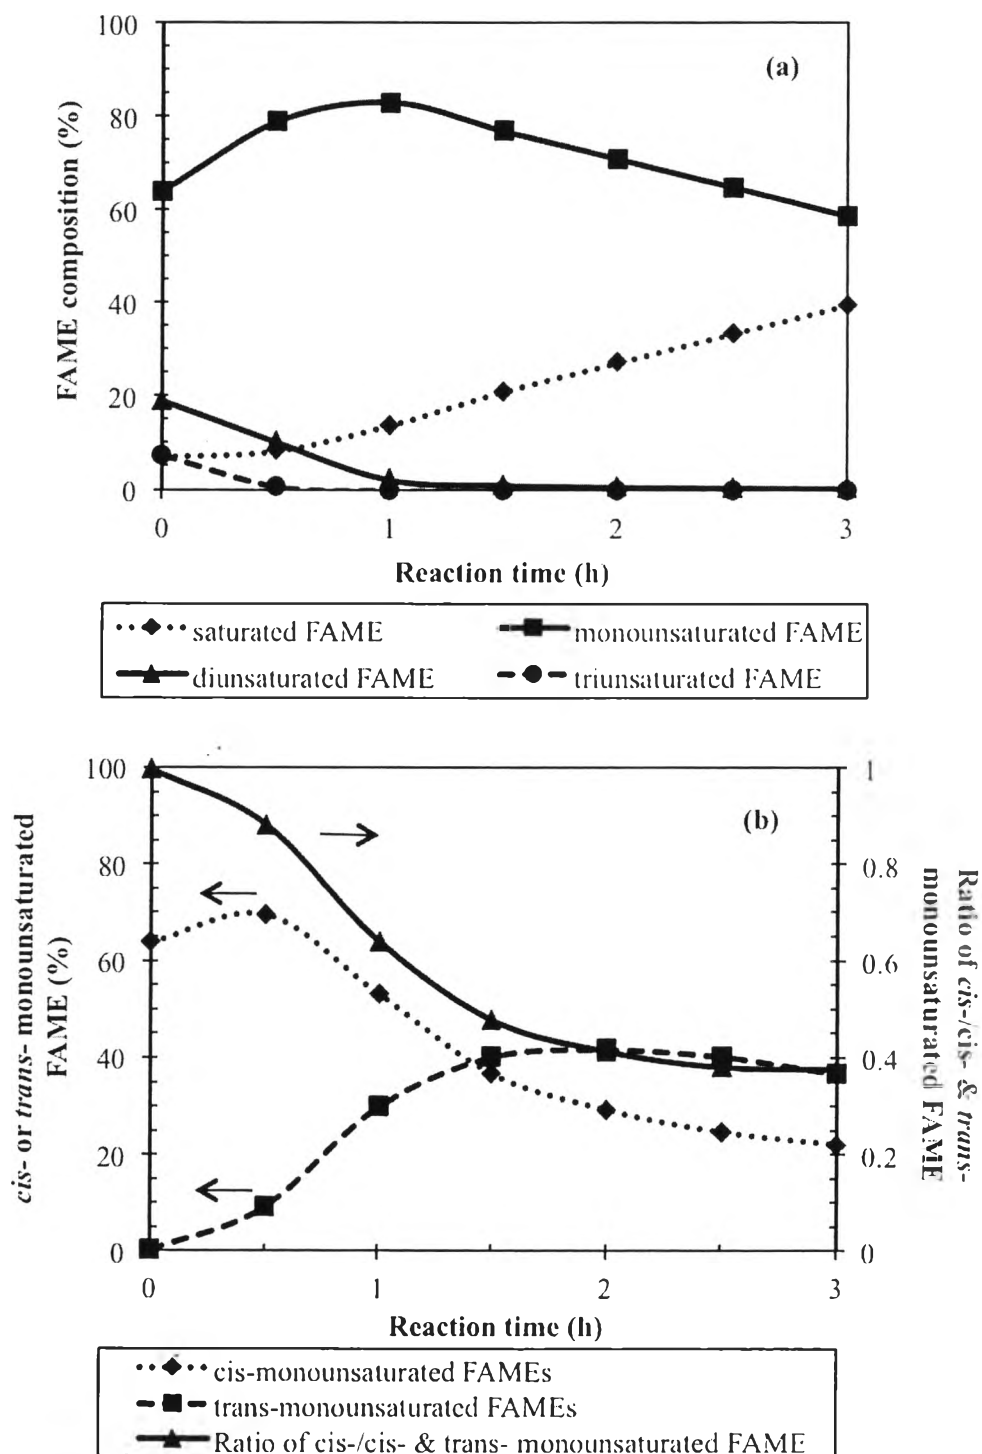 100
80
60
40
20
0
FAME composition (%)
(a)
0 1 2 3
Reaction time (h)
saturated FAME monounsaturated FAME
diunsaturated FAME triunsaturated FAME
100
80
60
40
20
0
cis- or trans- monounsaturated
FAME (%)
(b)
1
0.8
0.6
0.4
0.2
0
Ratio of cis-/cis- & trans-
monounsaturated FAME
0 1 2 3
Reaction time (h)
cis-monounsaturated FAMEs
trans-monounsaturated FAMEs
Ratio of cis-/cis- & trans- monounsaturated FAME